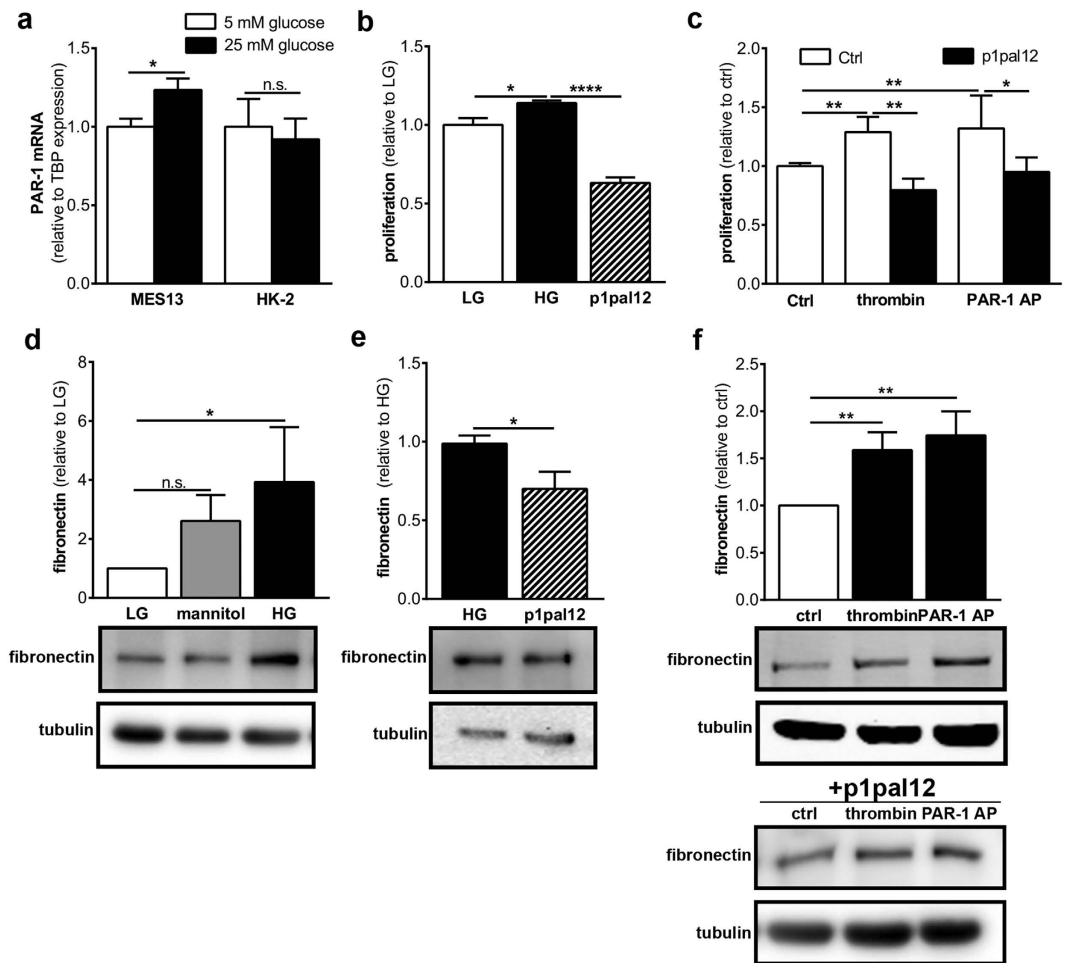 a
5 mM glucose
25 mM glucose
PAR-1 mRNA
(relative to TBP expression)
1.5
1.0
0.5
0.0
*
n.s.
MES13 HK-2
b
proliferation (relative to LG)
1.5
1.0
0.5
0.0
* ****
LG HG p1pal12
c
Ctrl p1pal12
proliferation (relative to ctrl)
2.0
1.5
1.0
0.5
0.0
**
** ** *
Ctrl thrombin PAR-1 AP
d
fibronectin (relative to LG)
8
6
4
2
0
*
n.s.
LG mannitol HG
fibronectin
tubulin
e
fibronectin (relative to HG)
1.5
1.0
0.5
0.0
*
HG p1pal12
fibronectin
tubulin
f
fibronectin (relative to ctrl)
2.5
2.0
1.5
1.0
0.5
0.0
**
**
ctrl thrombinPAR-1 AP
fibronectin
tubulin
+p1pal12
ctrl thrombin PAR-1 AP
fibronectin
tubulin